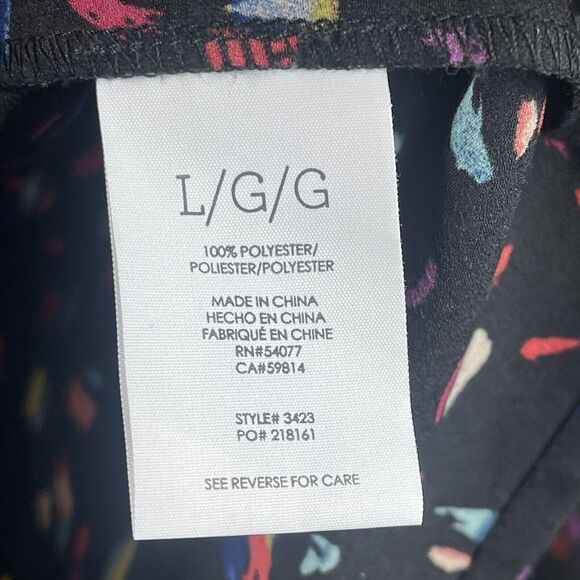 L/G/G
100% POLYESTER/
POLIESTER/POLYESTER
MADE IN CHINA
HECHO EN CHINA
FABRIQUÉ EN CHINE
RN#54077
CA#59814
STYLE# 3423
PO# 218161
SEE REVERSE FOR CARE